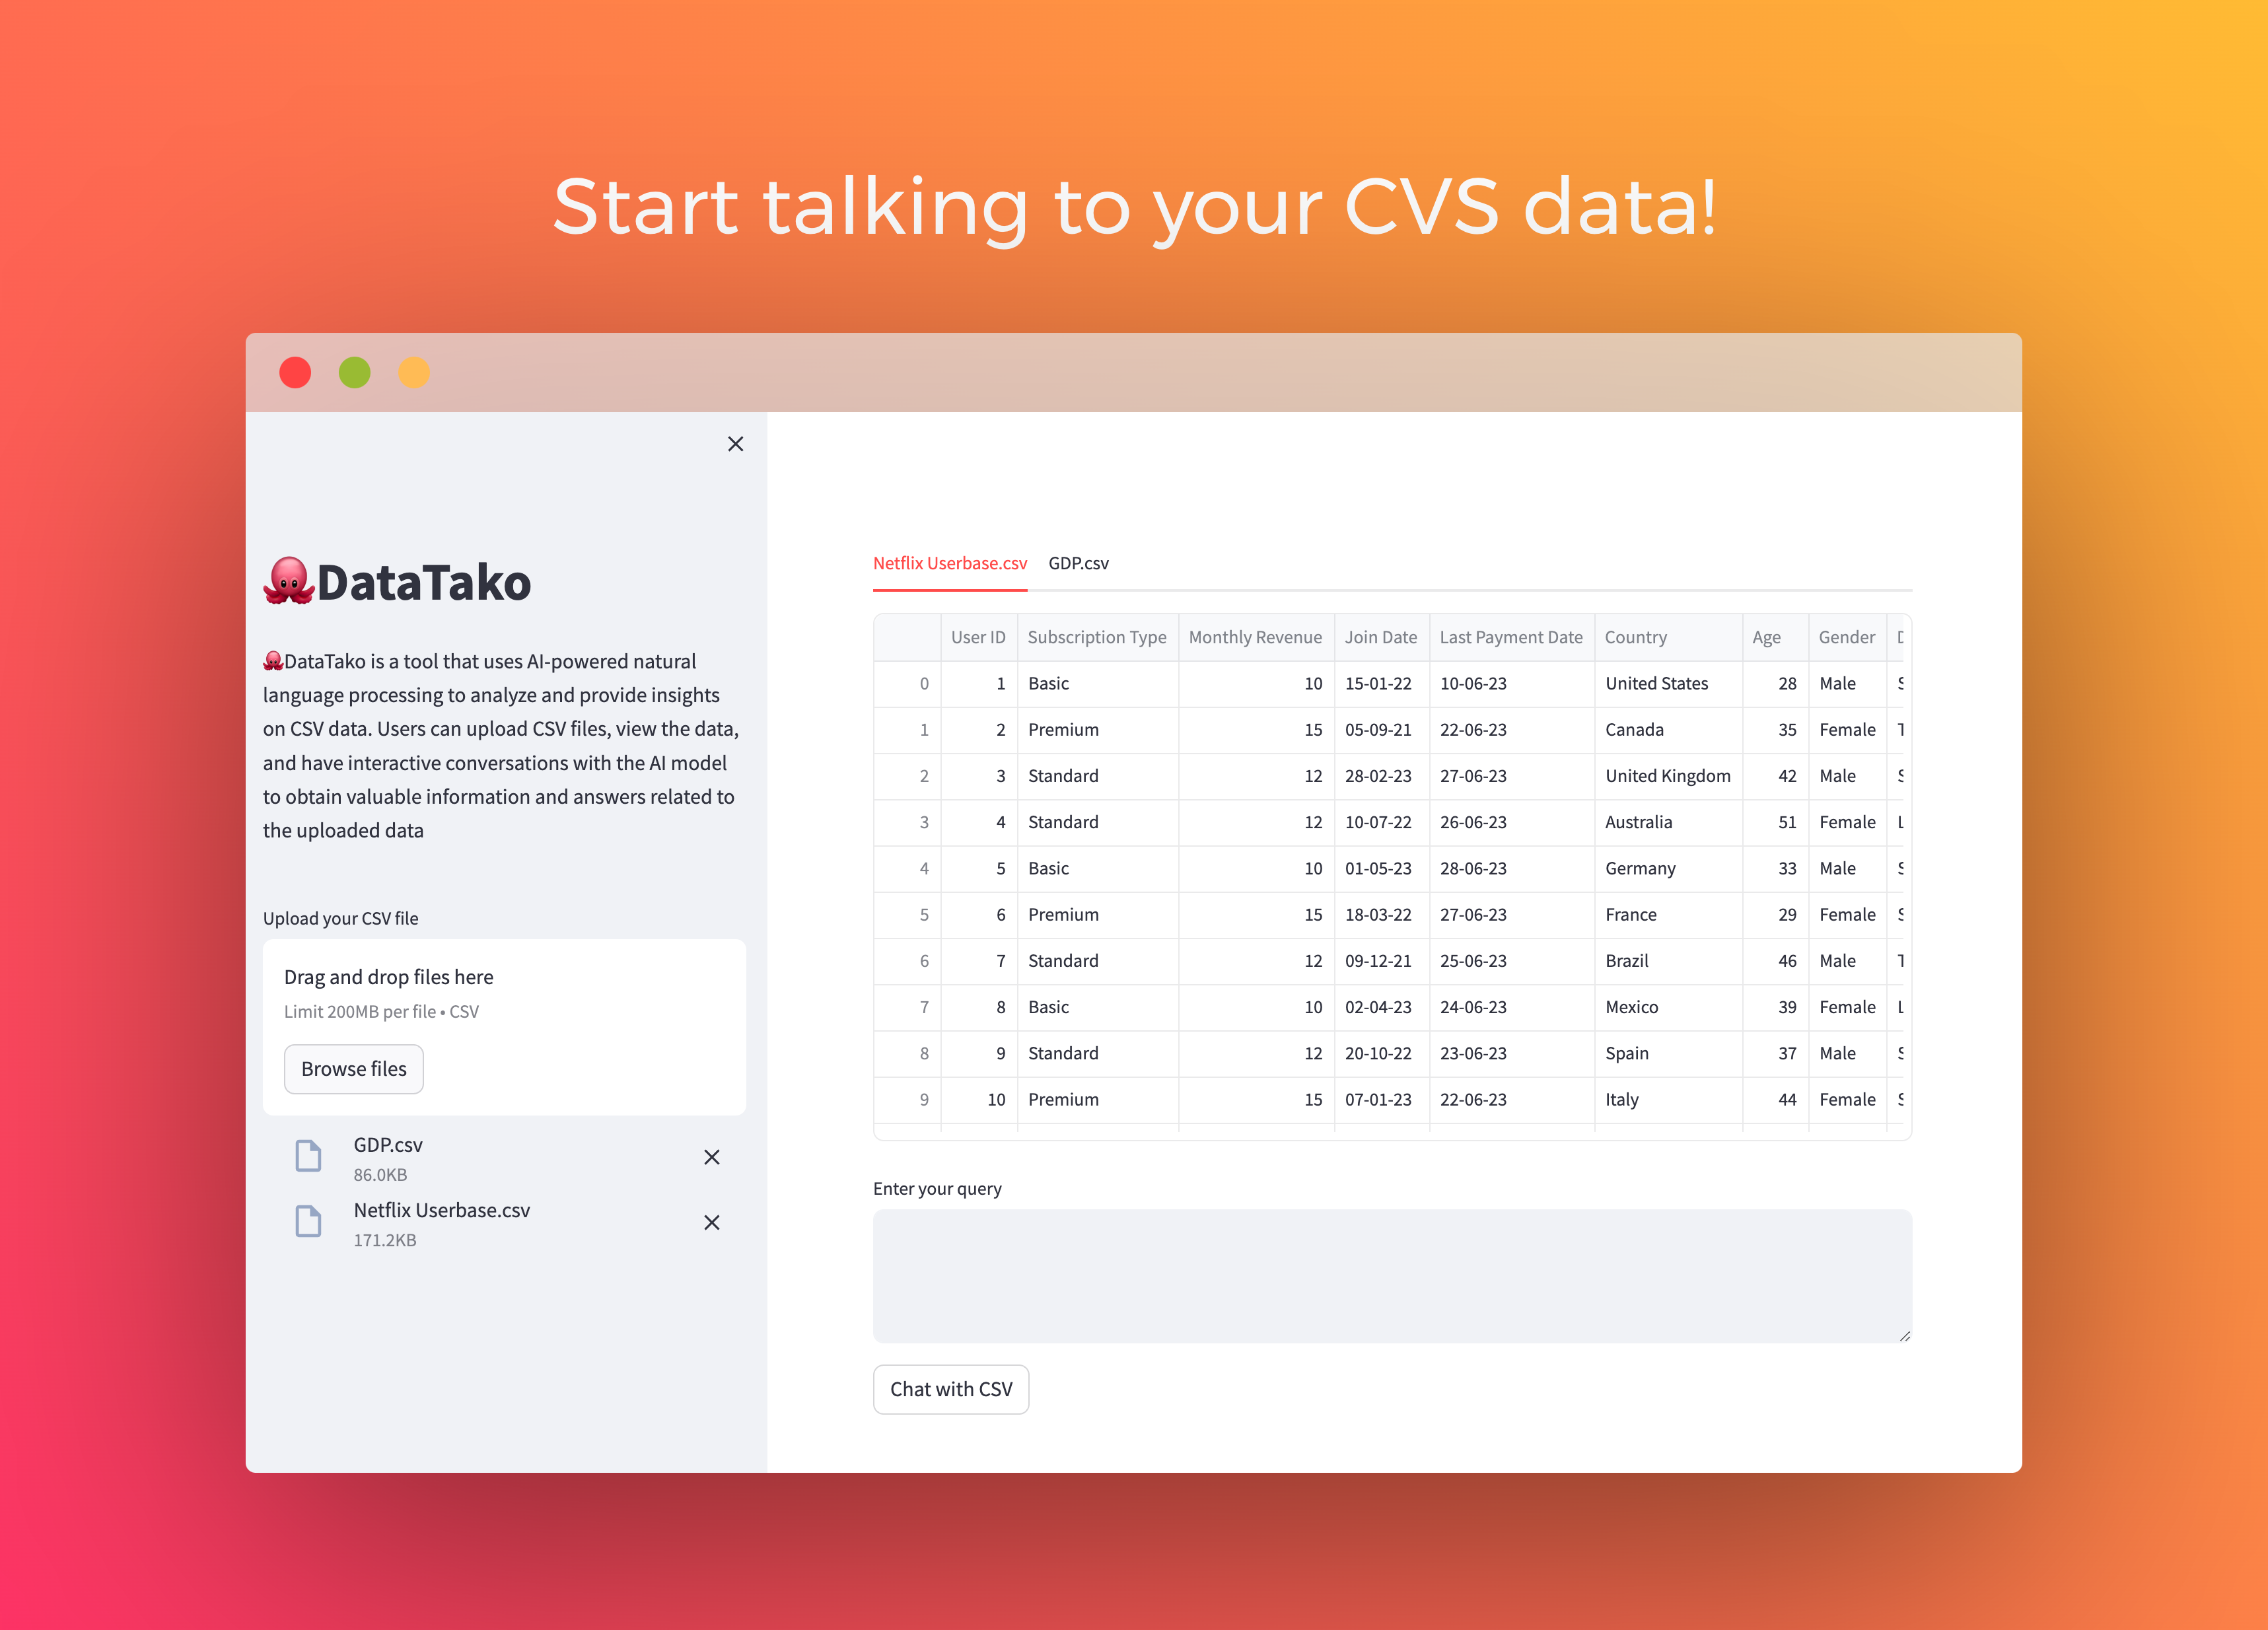 Start talking to your CVS data!
DataTako
DataTako is a tool that uses AI-powered natural
language processing to analyze and provide insights
on CSV data. Users can upload CSV files, view the data,
and have interactive conversations with the AI model
to obtain valuable information and answers related to
the uploaded data
Upload your CSV file
Drag and drop files here
Limit 200MB per file • CSV
Browse files
GDP.csv
86.0KB
Netflix Userbase.csv
171.2KB
Netflix Userbase.csv GDP.csv
User ID Subscription Type Monthly Revenue Join Date Last Payment Date Country Age Gender
0 1 Basic 10 15-01-22 10-06-23 United States 28 Male
1 2 Premium 15 05-09-21 22-06-23 Canada 35 Female
2 3 Standard 12 28-02-23 27-06-23 United Kingdom 42 Male
3 4 Standard 12 10-07-22 26-06-23 Australia 51 Female
4 5 Basic 10 01-05-23 28-06-23 Germany 33 Male
5 6 Premium 15 18-03-22 27-06-23 France 29 Female
6 7 Standard 12 09-12-21 25-06-23 Brazil 46 Male
7 8 Basic 10 02-04-23 24-06-23 Mexico 39 Female
8 9 Standard 12 20-10-22 23-06-23 Spain 37 Male
9 10 Premium 15 07-01-23 22-06-23 Italy 44 Female
Enter your query
Chat with CSV